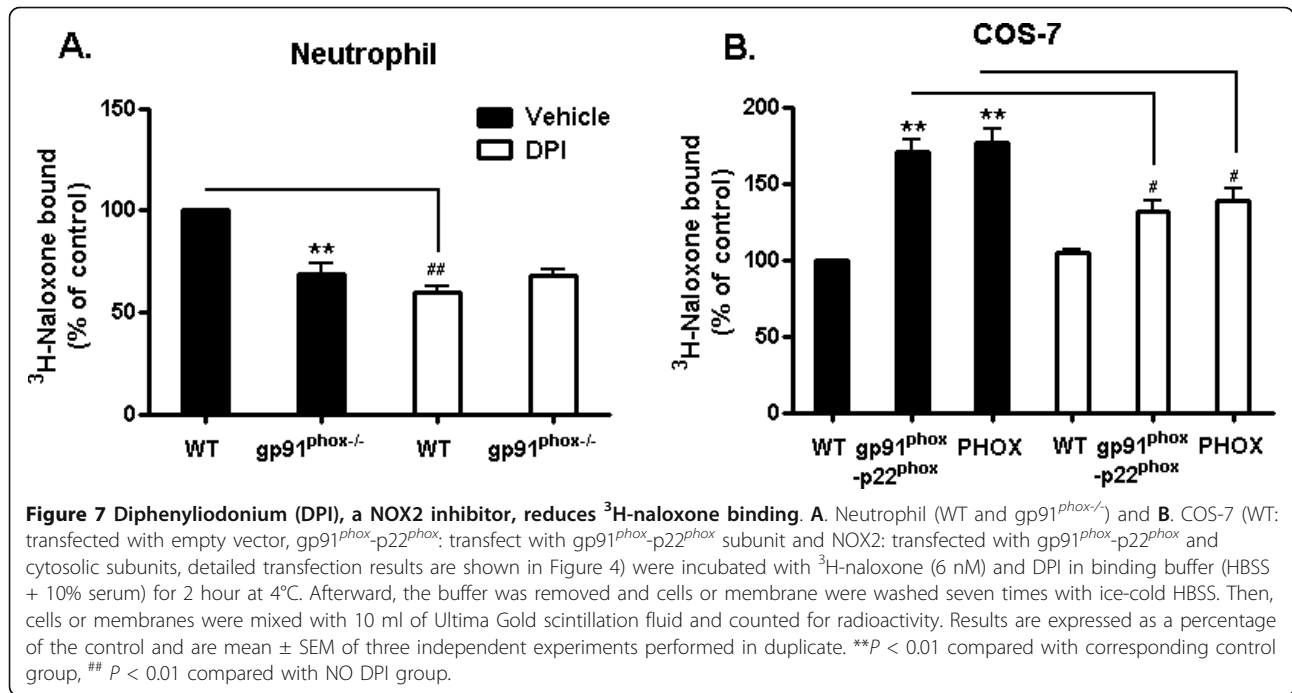 A.
Neutrophil
150
100
50
0
³H-Naloxone bound
(% of control)
Vehicle
DPI
**
##
WT
gp91phox-/-
WT
gp91phox-/-
B.
COS-7
200
150
100
50
0
³H-Naloxone bound
(% of control)
**
**
#
#
WT
gp91phox
-p22phox
PHOX
WT
gp91phox
-p22phox
PHOX
Figure 7 Diphenyliodonium (DPI), a NOX2 inhibitor, reduces ³H-naloxone binding. A. Neutrophil (WT and gp91phox-/-) and B. COS-7 (WT:
transfected with empty vector, gp91phox-p22phox: transfect with gp91phox-p22phox subunit and NOX2: transfected with gp91phox-p22phox and
cytosolic subunits, detailed transfection results are shown in Figure 4) were incubated with ³H-naloxone (6 nM) and DPI in binding buffer (HBSS
+ 10% serum) for 2 hour at 4°C. Afterward, the buffer was removed and cells or membrane were washed seven times with ice-cold HBSS. Then,
cells or membranes were mixed with 10 ml of Ultima Gold scintillation fluid and counted for radioactivity. Results are expressed as a percentage
of the control and are mean ± SEM of three independent experiments performed in duplicate. **P < 0.01 compared with corresponding control
group, ## P < 0.01 compared with NO DPI group.